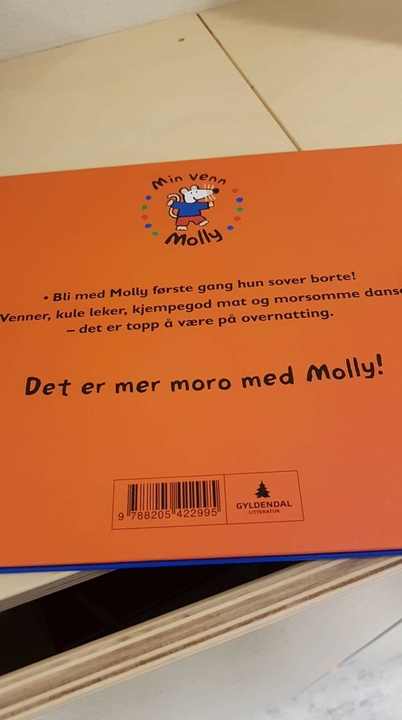 Min venn
Molly
• Bli med Molly første gang hun sover borte!
Venner, kule leker, kjempegod mat og morsomme danse
– det er topp å være på overnatting.
Det er mer moro med Molly!
9 788205 422995
GYLDENDAL
LITTERATUR